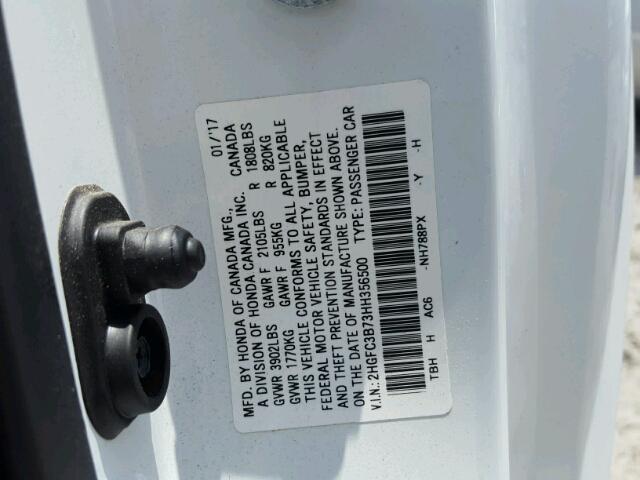 MFD. BY HONDA OF CANADA MFG., 01/'17
A DIVISION OF HONDA CANADA INC. CANADA
GVWR 3902LBS GAWR F 2105LBS R 1808LBS
GVWR 1770KG GAWR F 955KG R 820KG
THIS VEHICLE CONFORMS TO ALL APPLICABLE
FEDERAL MOTOR VEHICLE SAFETY, BUMPER,
AND THEFT PREVENTION STANDARDS IN EFFECT
ON THE DATE OF MANUFACTURE SHOWN ABOVE.
V.I.N.:2HGFC3B73HH356500 TYPE:PASSENGER CAR
TBH H AC6 -NH788PX -Y -H